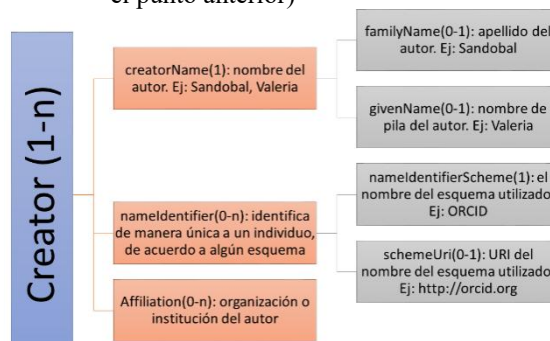 el punto anterior)
Creator (1-n)
creatorName(1): nombre del
autor. Ej: Sandobal, Valeria
familyName(0-1): apellido del
autor. Ej: Sandobal
givenName(0-1): nombre de
pila del autor. Ej: Valeria
nameIdentifier(0-n): identifica
de manera única a un individuo,
de acuerdo a algún esquema
nameIdentifierScheme(1): el
nombre del esquema utilizado.
Ej: ORCID
schemeUri(0-1): URI del
nombre del esquema utilizado.
Ej: http://orcid.org
Affiliation(0-n): organización o
institución del autor